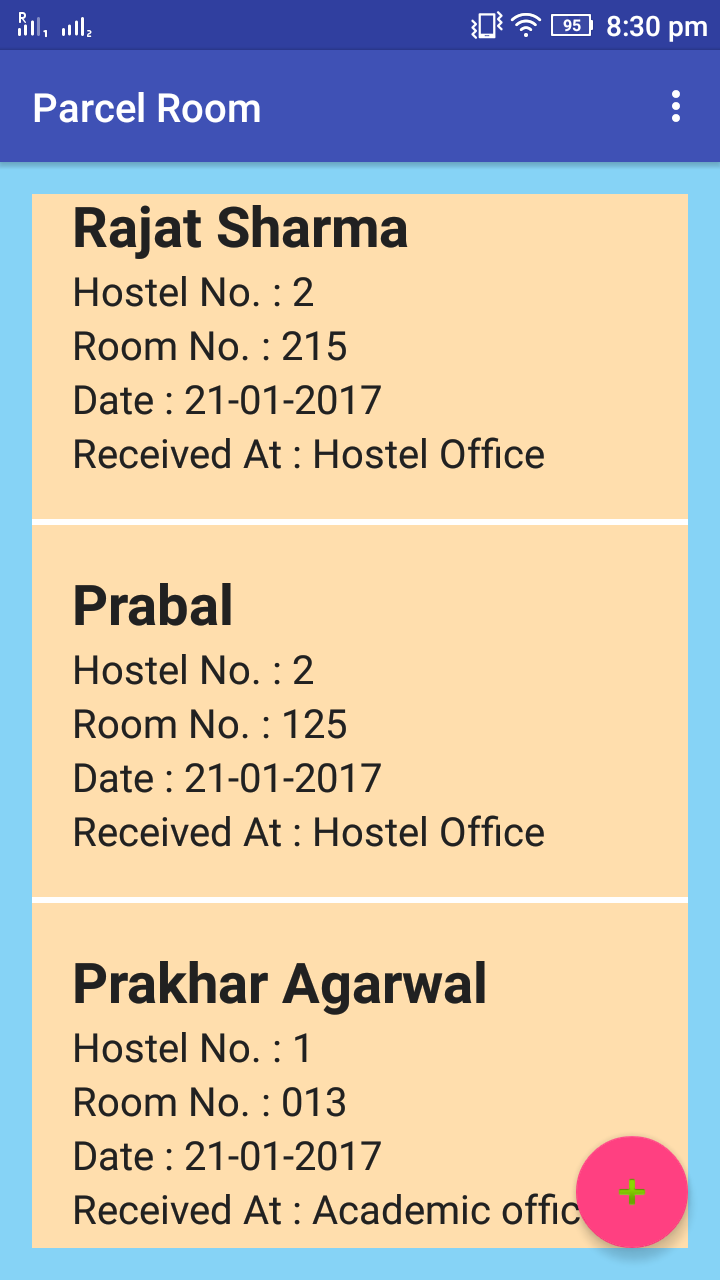 R 1 2 95 8:30 pm
Parcel Room
Rajat Sharma
Hostel No. : 2
Room No. : 215
Date : 21-01-2017
Received At : Hostel Office
Prabal
Hostel No. : 2
Room No. : 125
Date : 21-01-2017
Received At : Hostel Office
Prakhar Agarwal
Hostel No. : 1
Room No. : 013
Date : 21-01-2017
Received At : Academic offic